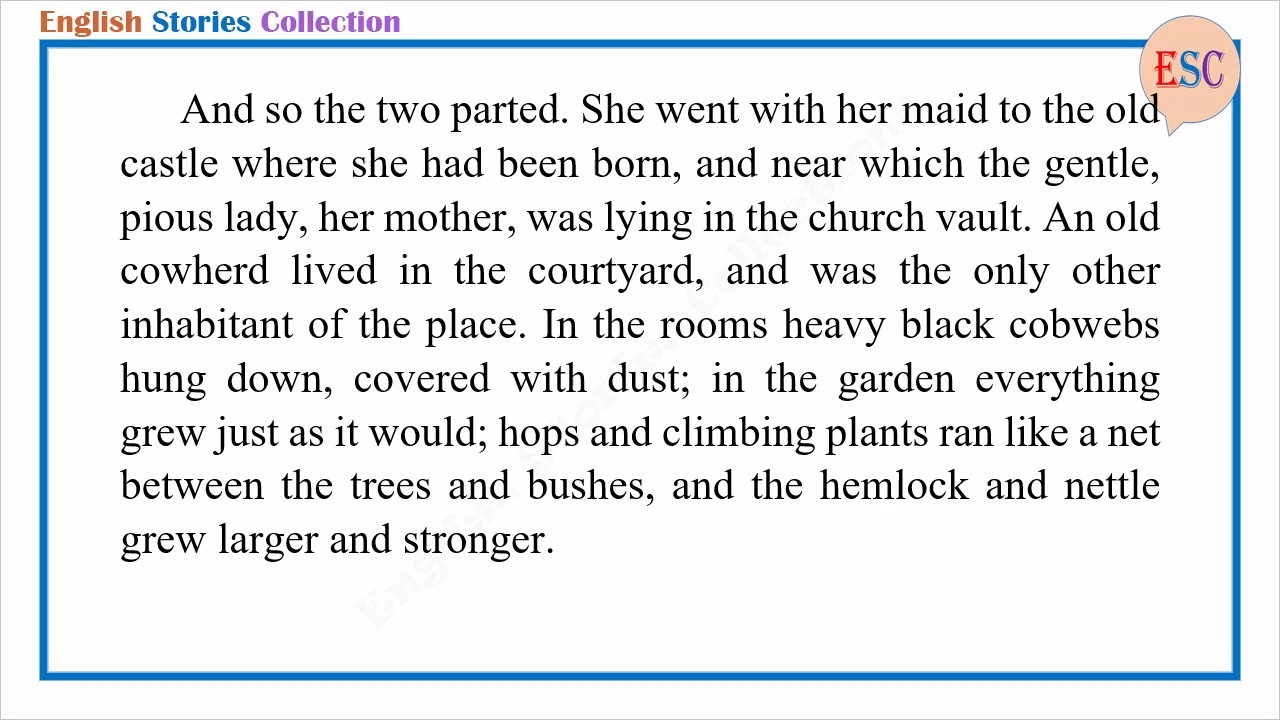 English Stories Collection
ESC
And so the two parted. She went with her maid to the old
castle where she had been born, and near which the gentle,
pious lady, her mother, was lying in the church vault. An old
cowherd lived in the courtyard, and was the only other
inhabitant of the place. In the rooms heavy black cobwebs
hung down, covered with dust; in the garden everything
grew just as it would; hops and climbing plants ran like a net
between the trees and bushes, and the hemlock and nettle
grew larger and stronger.
English Stories Collection